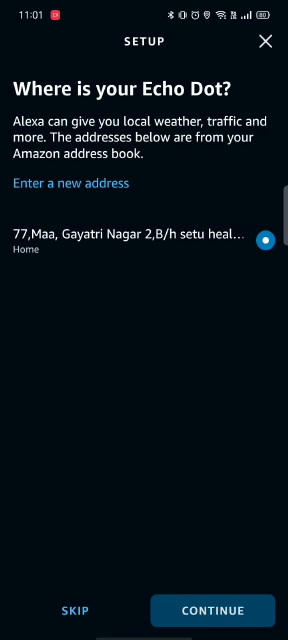 11:01
80
SETUP
Where is your Echo Dot?
Alexa can give you local weather, traffic and
more. The addresses below are from your
Amazon address book.
Enter a new address
77,Maa, Gayatri Nagar 2,B/h setu heal...
Home
SKIP
CONTINUE